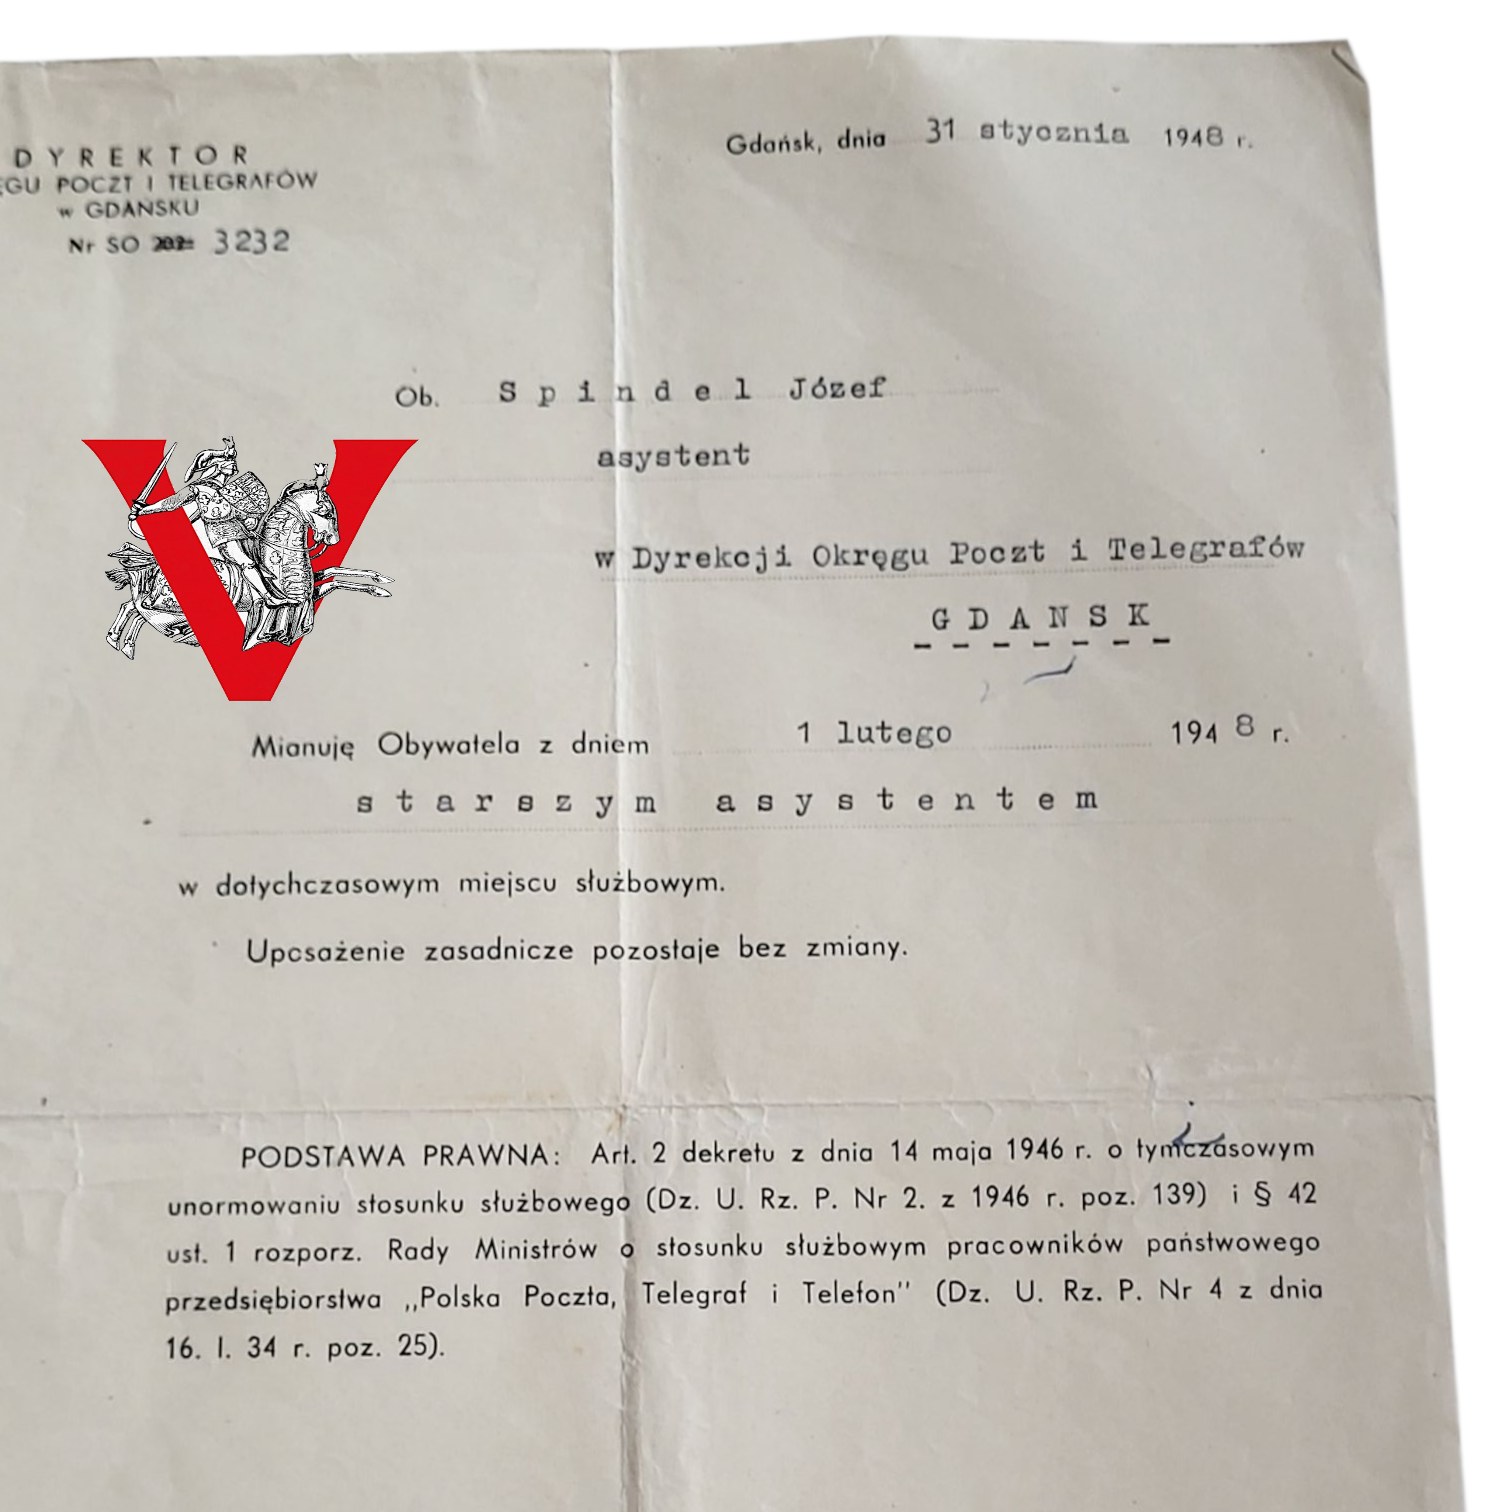 DYREKTOR
ĘGU POCZT I TELEGRAFÓW
w GDAŃSKU
Nr SO 3232
Gdańsk, dnia 31 stycznia 1948 r.
Ob. Spindel Józef
asystent
w Dyrekcji Okręgu Poczt i Telegrafów
GDAŃSK
V
Mianuję Obywatela z dniem 1 lutego 1948 r.
starszym asystentem
w dotychczasowym miejscu służbowym.
Uposażenie zasadnicze pozostaje bez zmiany.
PODSTAWA PRAWNA: Art. 2 dekretu z dnia 14 maja 1946 r. o tymczasowym
unormowaniu stosunku służbowego (Dz. U. Rz. P. Nr 2. z 1946 r. poz. 139) i § 42
ust. 1 rozporz. Rady Ministrów o stosunku służbowym pracowników państwowego
przedsiębiorstwa „Polska Poczta, Telegraf i Telefon" (Dz. U. Rz. P. Nr 4 z dnia
16. I. 34 r. poz. 25).